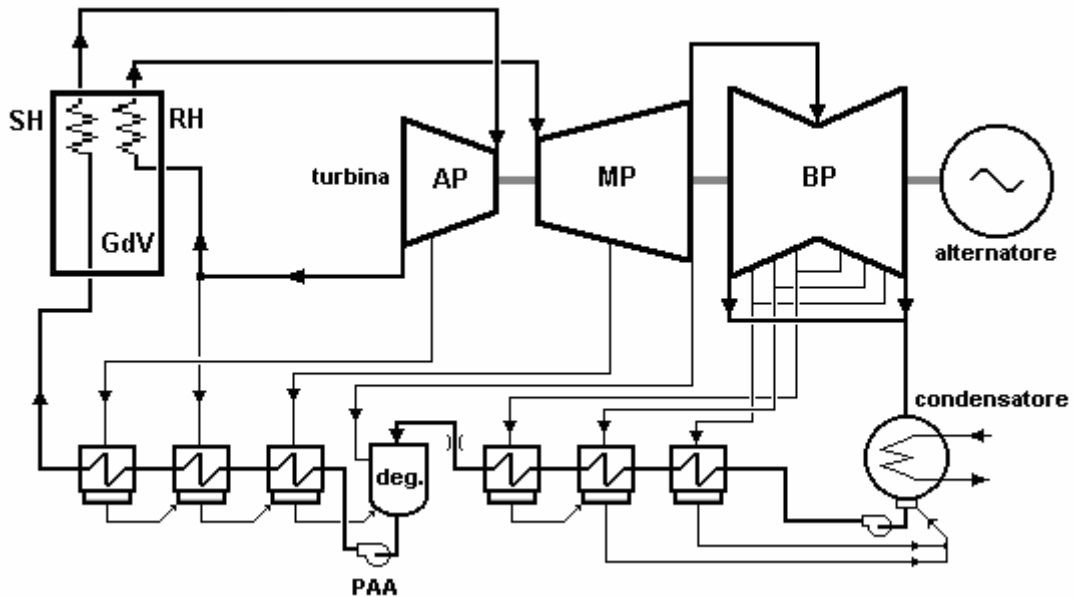 SH
RH
GdV
turbina
AP
MP
BP
alternatore
condensatore
deg.
PAA